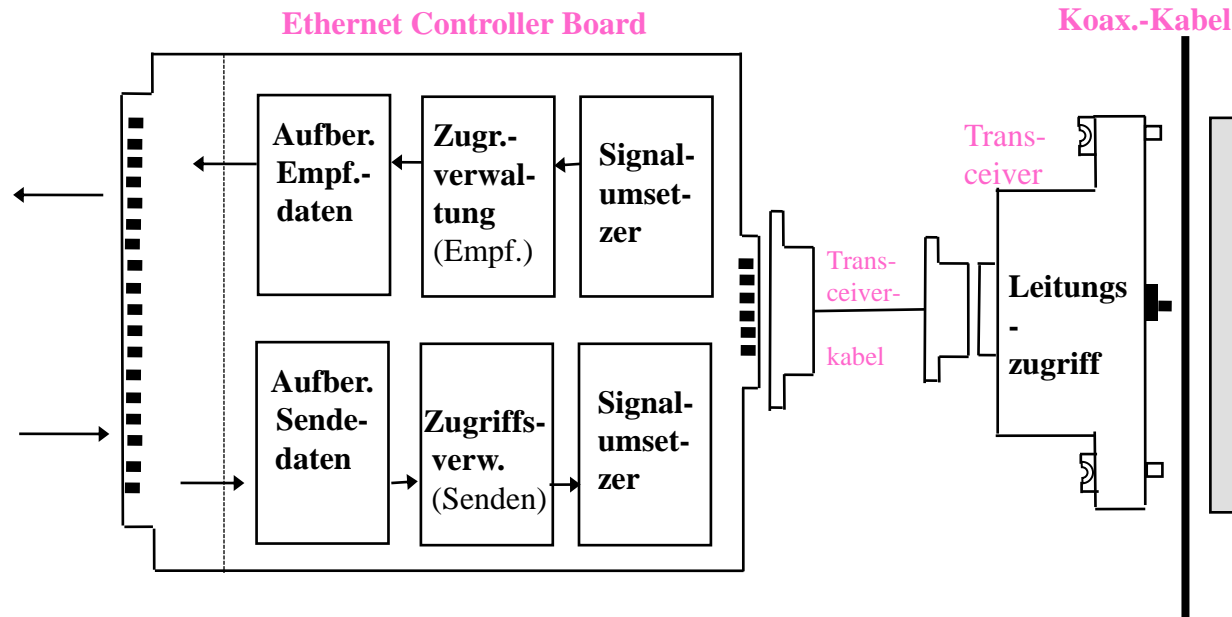 Ethernet Controller Board
Koax.-Kabel
Aufber.
Empf.-
daten
Zugr.-
verwal-
tung
(Empf.)
Signal-
umset-
zer
Trans-
ceiver
Trans-
ceiver-
kabel
Leitungs
-
zugriff
Aufber.
Sende-
daten
Zugriffs-
verw.
(Senden)
Signal-
umset-
zer